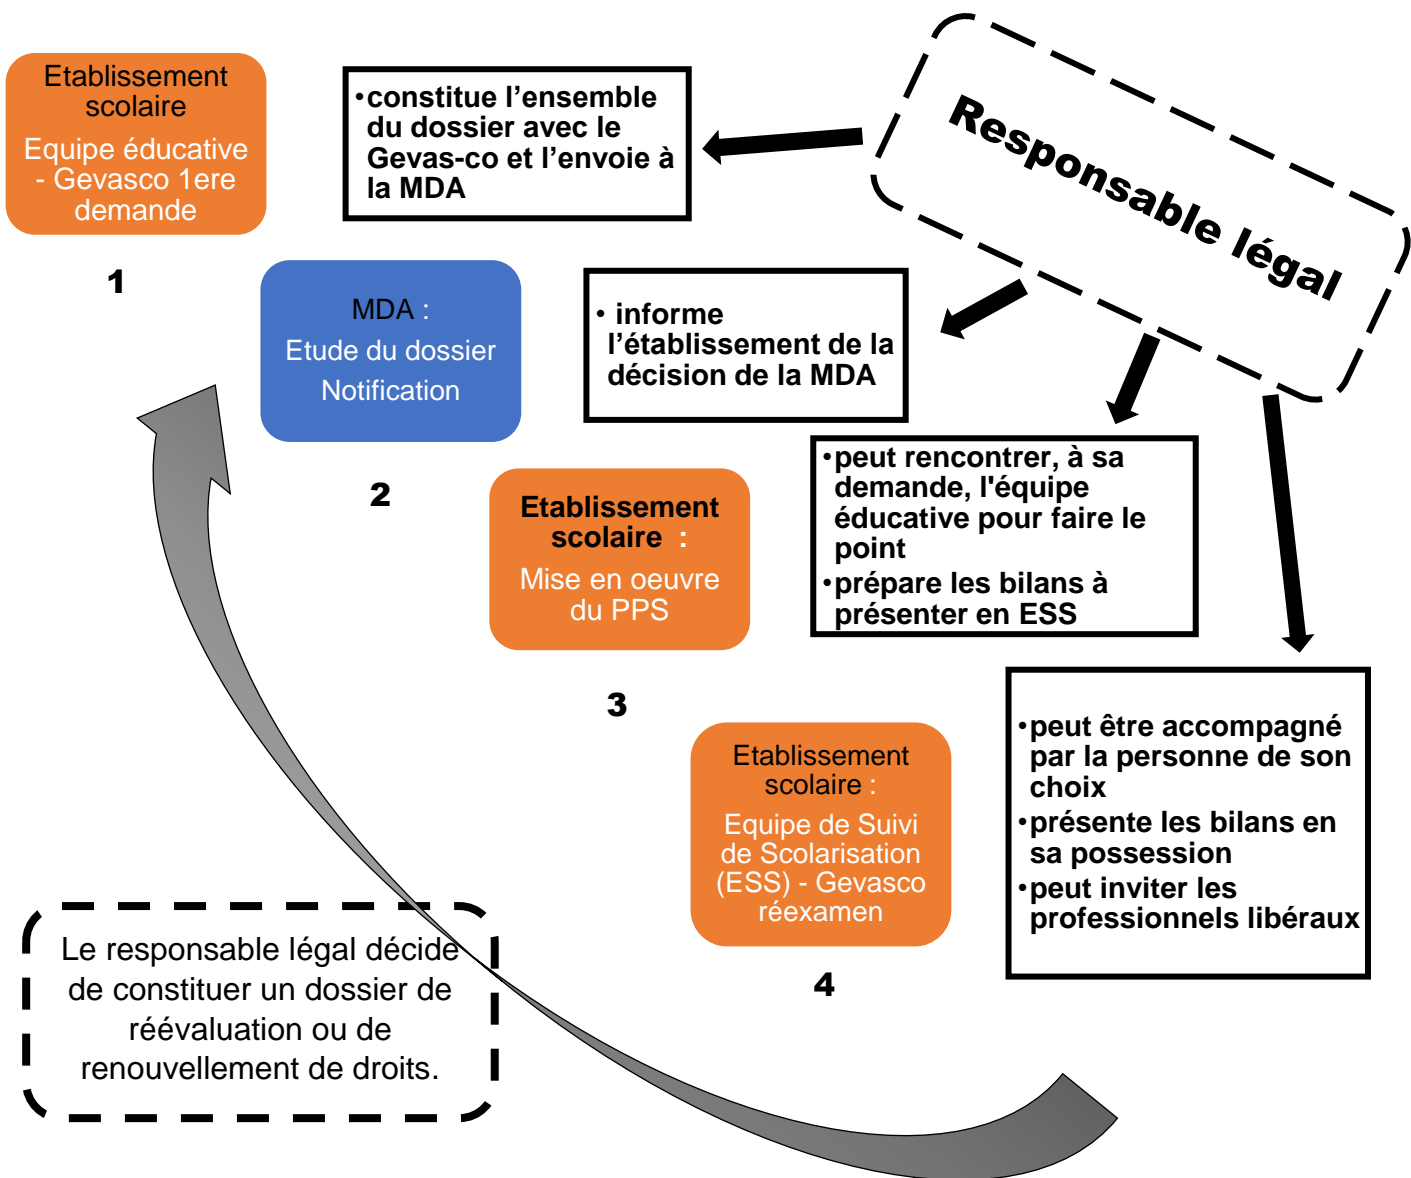 Etablissement
scolaire
Equipe éducative
- Gevasco 1ere
demande
1
•constitue l’ensemble
du dossier avec le
Gevas-co et l’envoie à
la MDA
Responsable légal
MDA :
Etude du dossier
Notification
2
• informe
l’établissement de la
décision de la MDA
Etablissement
scolaire :
Mise en oeuvre
du PPS
3
•peut rencontrer, à sa
demande, l'équipe
éducative pour faire le
point
•prépare les bilans à
présenter en ESS
Etablissement
scolaire :
Equipe de Suivi
de Scolarisation
(ESS) - Gevasco
réexamen
4
•peut être accompagné
par la personne de son
choix
•présente les bilans en
sa possession
•peut inviter les
professionnels libéraux
Le responsable légal décide
de constituer un dossier de
réévaluation ou de
renouvellement de droits.